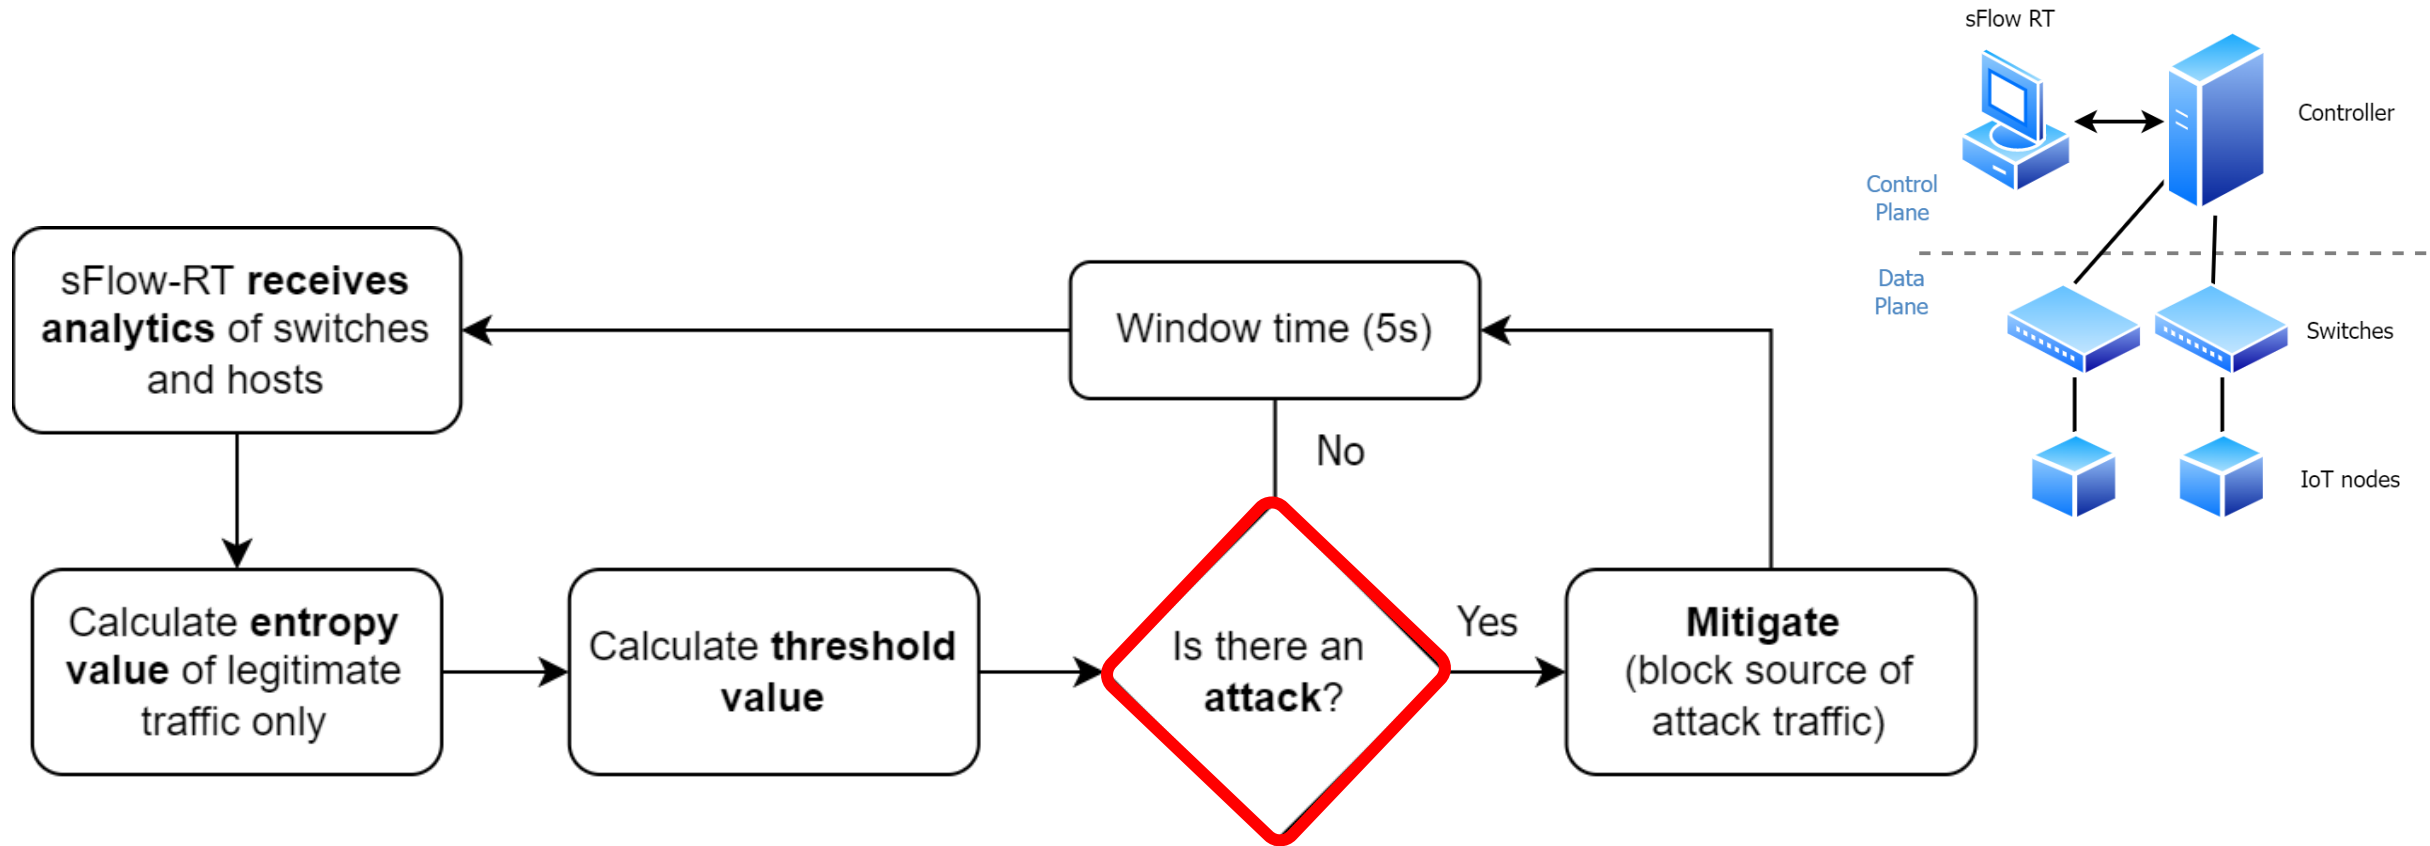 sFlow RT
Controller
Control
Plane
Data
Plane
Switches
IoT nodes
sFlow-RT receives
analytics of switches
and hosts
Window time (5s)
No
Calculate entropy
value of legitimate
traffic only
Calculate threshold
value
Is there an
attack?
Yes
Mitigate
(block source of
attack traffic)